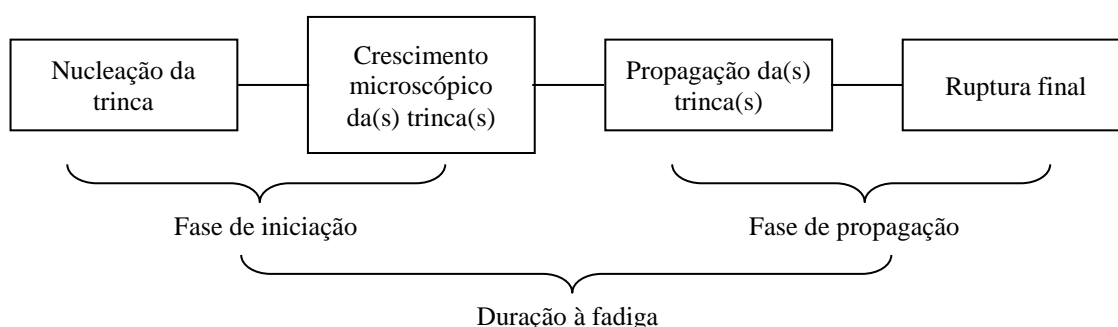 Nucleação da
trinca
Crescimento
microscópico
da(s) trinca(s)
Propagação da(s)
trinca(s)
Ruptura final
Fase de iniciação
Fase de propagação
Duração à fadiga